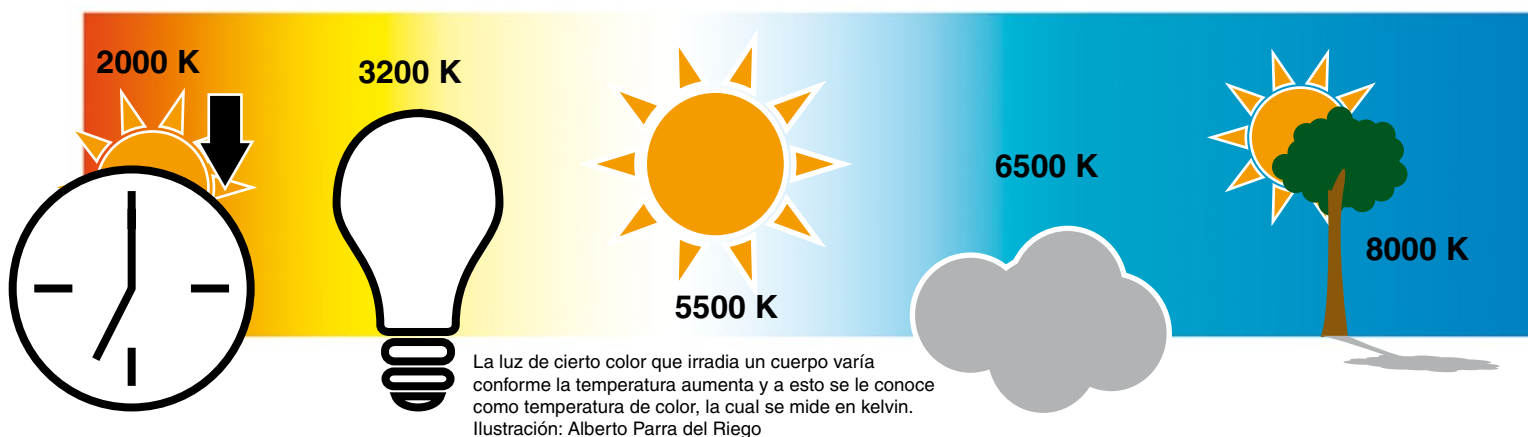 2000 K
3200 K
5500 K
6500 K
8000 K
La luz de cierto color que irradia un cuerpo varía
conforme la temperatura aumenta y a esto se le conoce
como temperatura de color, la cual se mide en kelvin.
Ilustración: Alberto Parra del Riego